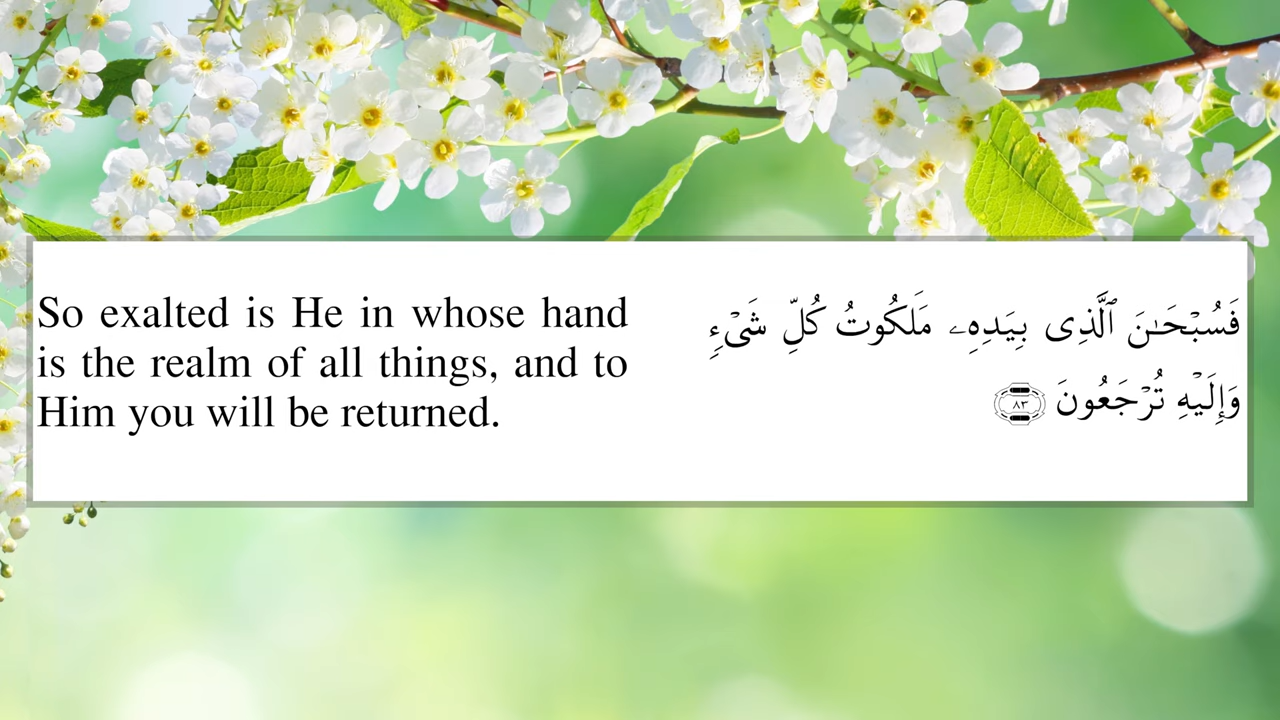 So exalted is He in whose hand
is the realm of all things, and to
Him you will be returned.
فَسُبْحَـٰنَ ٱلَّذِى بِيَدِهِۦ مَلَكُوتُ كُلِّ شَىْءٍ
وَإِلَيْهِ تُرْجَعُونَ ٨٣